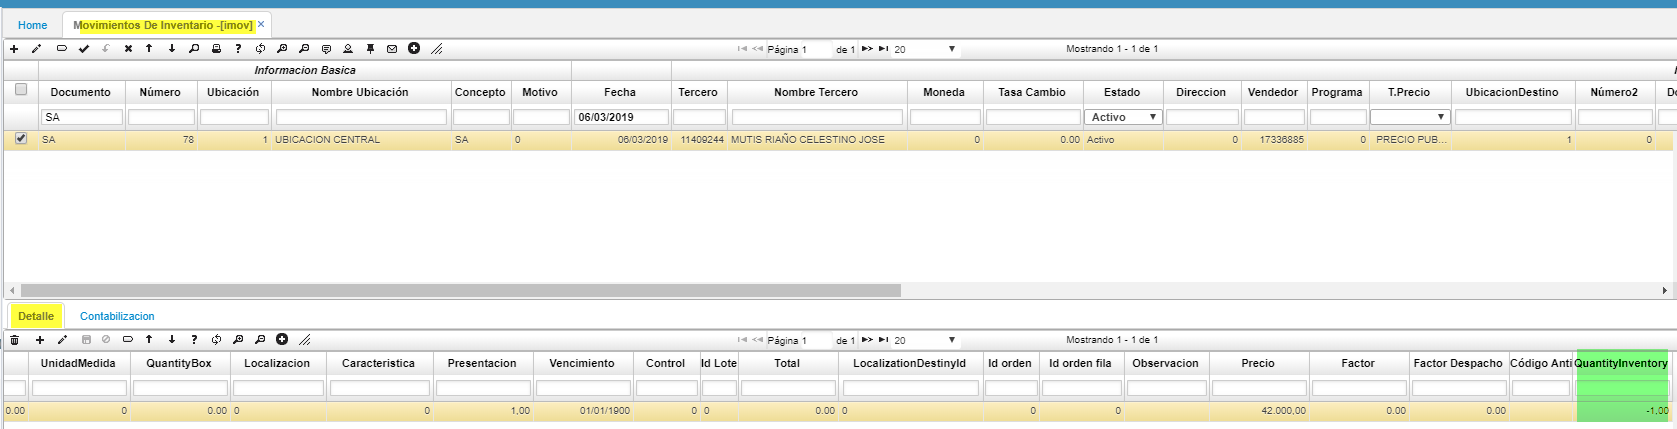 Home Movimientos De Inventario -[imov] ×
Página 1 de 1 20 Mostrando 1 - 1 de 1
Informacion Basica
Documento Número Ubicación Nombre Ubicación Concepto Motivo Fecha Tercero Nombre Tercero Moneda Tasa Cambio Estado Direccion Vendedor Programa T.Precio UbicacionDestino Número2
SA 06/03/2019 Activo
SA 78 1 UBICACION CENTRAL SA 0 06/03/2019 11409244 MUTIS RIAÑO CELESTINO JOSE 0 0.00 Activo 0 17336885 0 PRECIO PUB... 1 0
Detalle Contabilizacion
Página 1 de 1 20 Mostrando 1 - 1 de 1
UnidadMedida QuantityBox Localizacion Caracteristica Presentacion Vencimiento Control Id Lote Total LocalizationDestinyId Id orden Id orden fila Observacion Precio Factor Factor Despacho Código Anti QuantityInventory
0.00 0 0.00 0 0 1,00 01/01/1900 0 0 0.00 0 0 0 42.000,00 0.00 0.00 -1,00